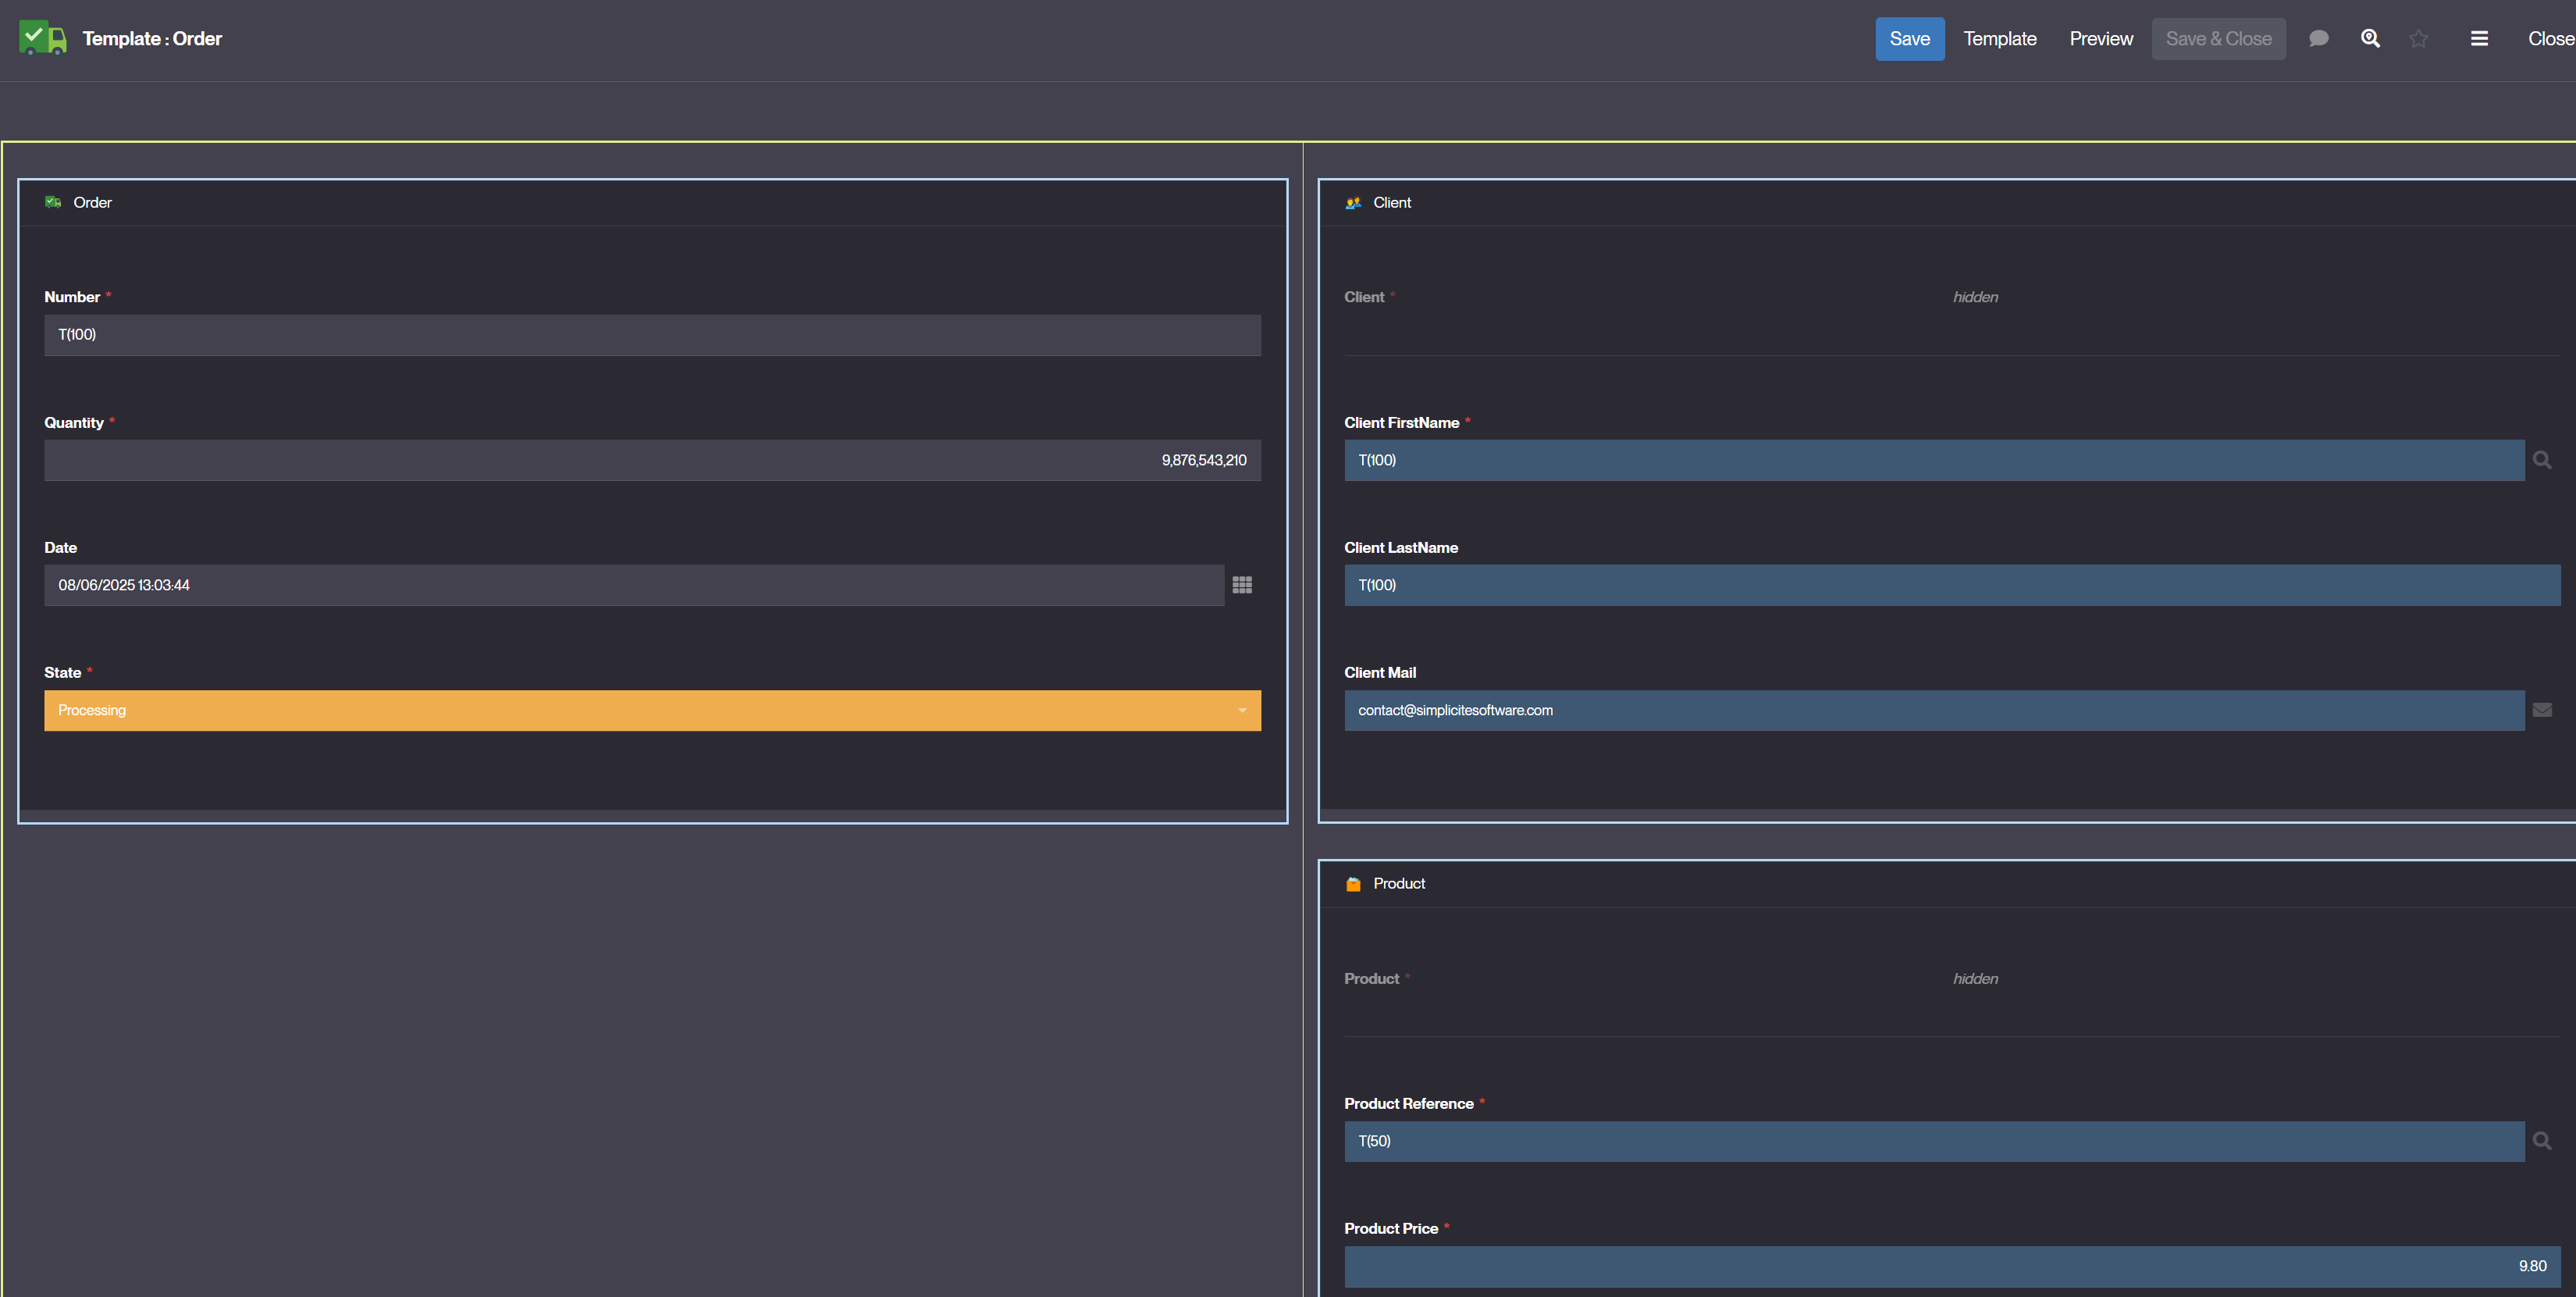 Template : Order
Save
Template
Preview
Save & Close
Close
Order
Number *
T(100)
Quantity *
9,876,543,210
Date
08/06/2025 13:03:44
State *
Processing
Client
Client *
hidden
Client FirstName *
T(100)
Client LastName
T(100)
Client Mail
contact@simplicitesoftware.com
Product
Product *
hidden
Product Reference *
T(50)
Product Price *
9.80